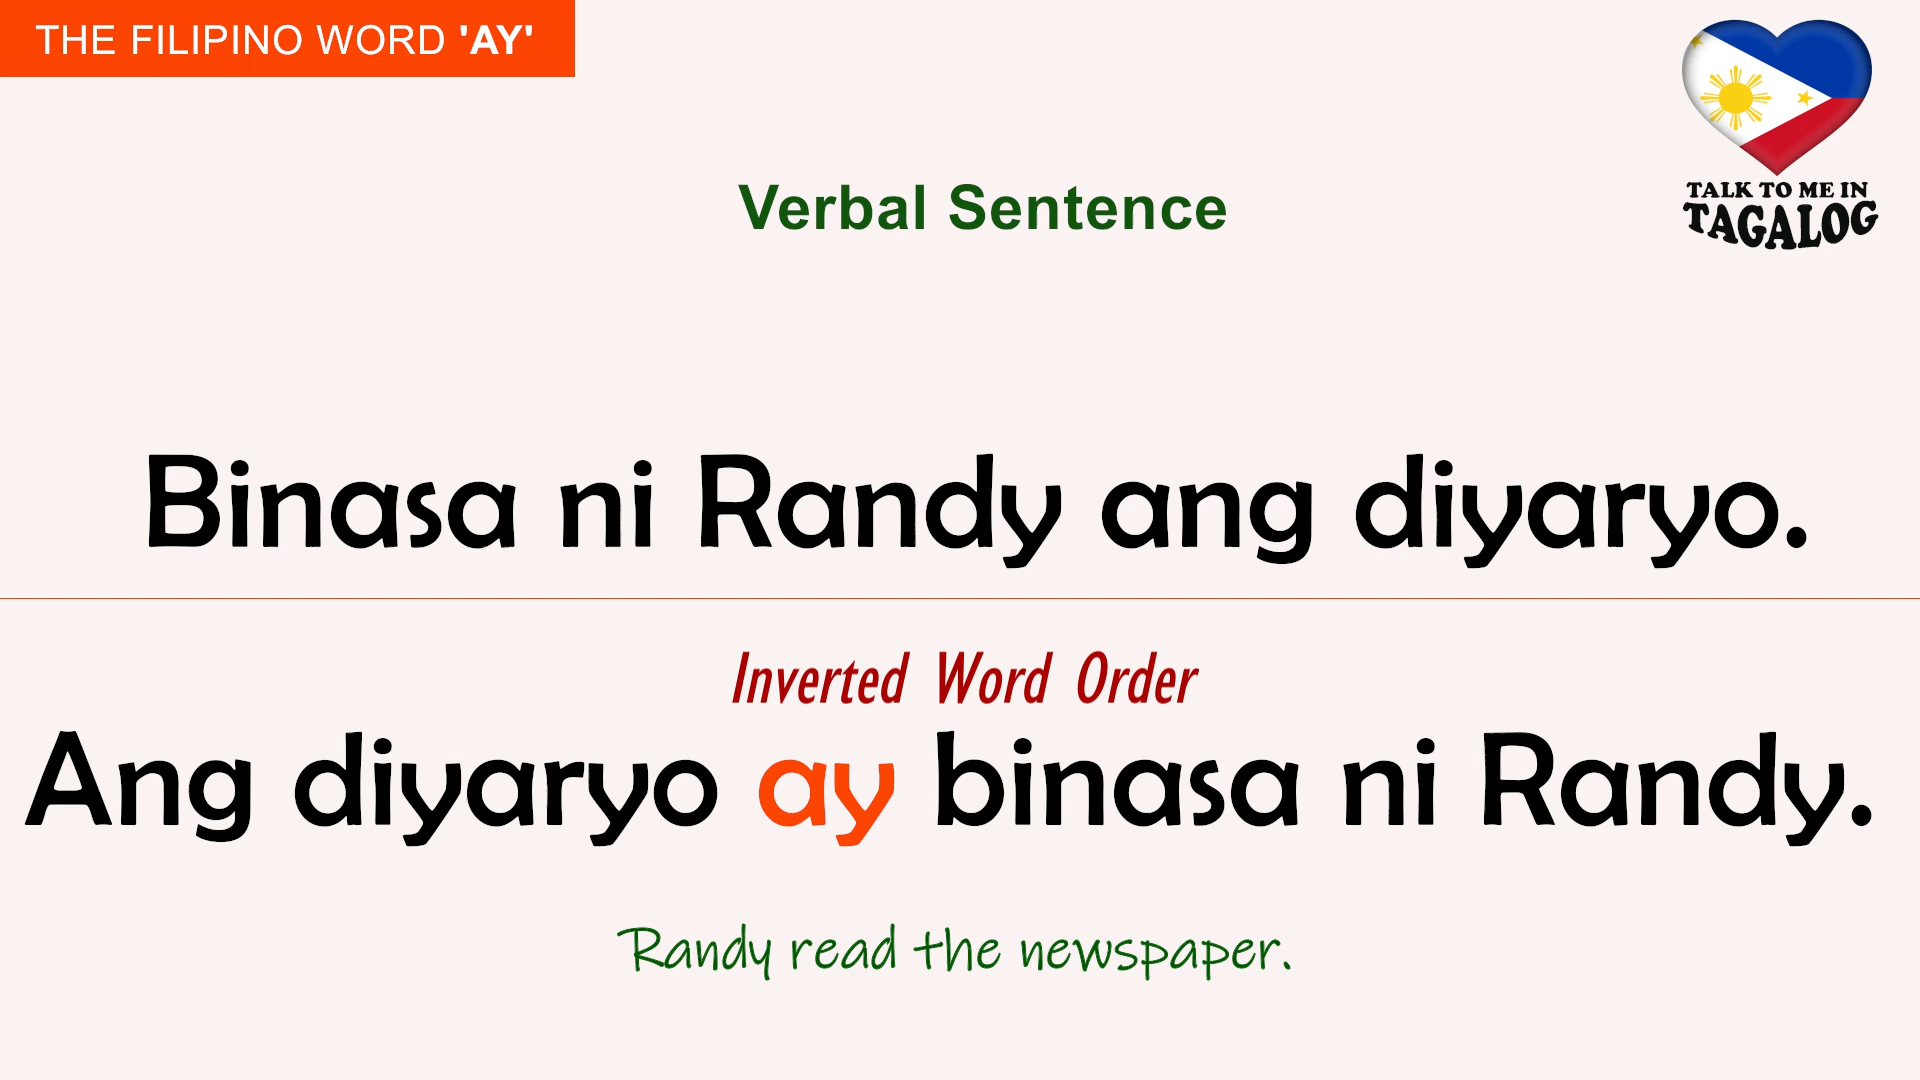 THE FILIPINO WORD 'AY'
TALK TO ME IN
TAGALOG
Verbal Sentence
Binasa ni Randy ang diyaryo.
Inverted Word Order
Ang diyaryo ay binasa ni Randy.
Randy read the newspaper.